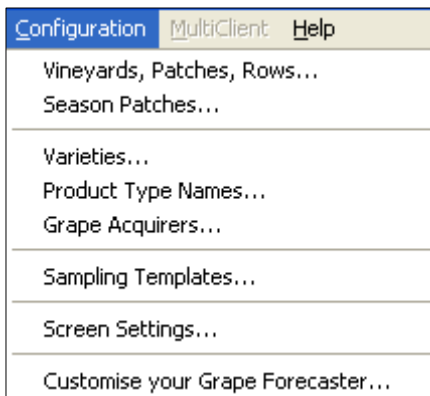 Configuration MultiClient Help
Vineyards, Patches, Rows...
Season Patches...
Varieties...
Product Type Names...
Grape Acquirers...
Sampling Templates...
Screen Settings...
Customise your Grape Forecaster...